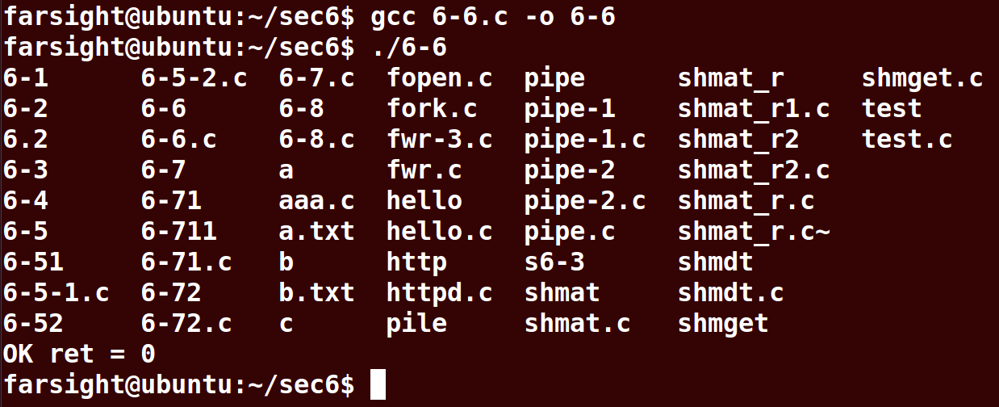 farsight@ubuntu:~/sec6$ gcc 6-6.c -o 6-6
farsight@ubuntu:~/sec6$ ./6-6
6-1      6-5-2.c  6-7.c  fopen.c  pipe      shmat_r     shmget.c
6-2      6-6      6-8    fork.c   pipe-1    shmat_r1.c  test
6.2      6-6.c    6-8.c  fwr-3.c  pipe-1.c  shmat_r2    test.c
6-3      6-7      a      fwr.c    pipe-2    shmat_r2.c
6-4      6-71     aaa.c  hello    pipe-2.c  shmat_r.c
6-5      6-711    a.txt  hello.c  pipe.c    shmat_r.c~
6-51     6-71.c   b      http     s6-3      shmdt
6-5-1.c  6-72     b.txt  httpd.c  shmat     shmdt.c
6-52     6-72.c   c      pile     shmat.c   shmget
OK ret = 0
farsight@ubuntu:~/sec6$